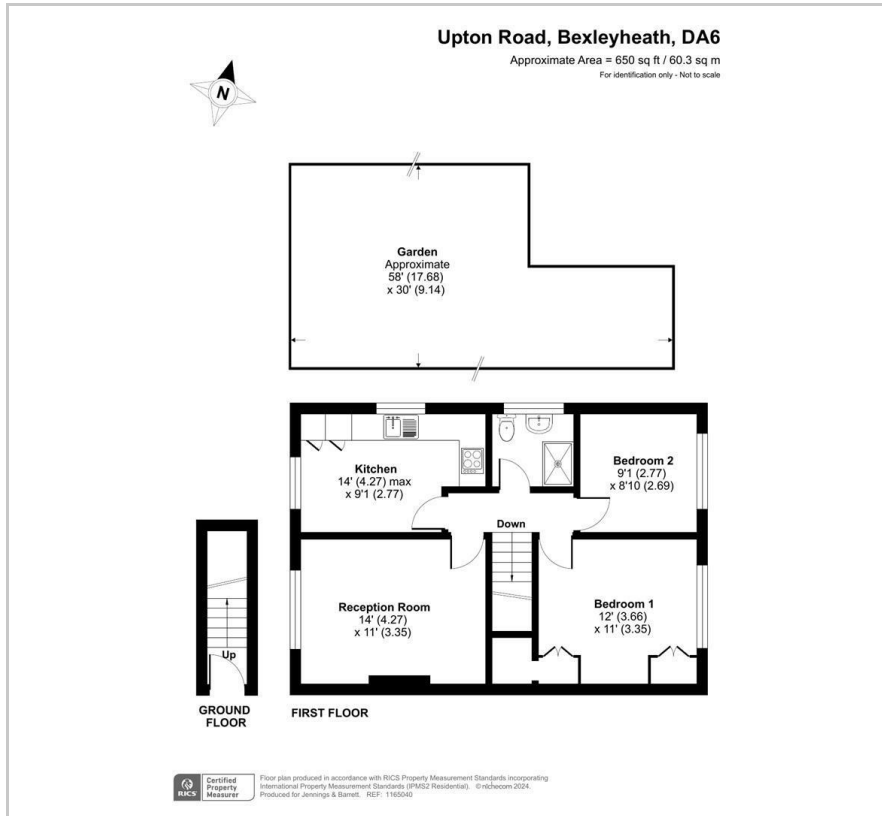 Upton Road, Bexleyheath, DA6
Approximate Area = 650 sq ft / 60.3 sq m
For identification only - Not to scale
N
Garden
Approximate
58' (17.68)
x 30' (9.14)
Kitchen
14' (4.27) max
x 9'1 (2.77)
Bedroom 2
9'1 (2.77)
x 8'10 (2.69)
Down
Reception Room
14' (4.27)
x 11' (3.35)
Bedroom 1
12' (3.66)
x 11' (3.35)
Up
GROUND
FLOOR
FIRST FLOOR
RICS
Certified
Property
Measurer
Floor plan produced in accordance with RICS Property Measurement Standards incorporating
International Property Measurement Standards (IPMS2 Residential). © nichecom 2024.
Produced for Jennings & Barrett. REF: 1165040